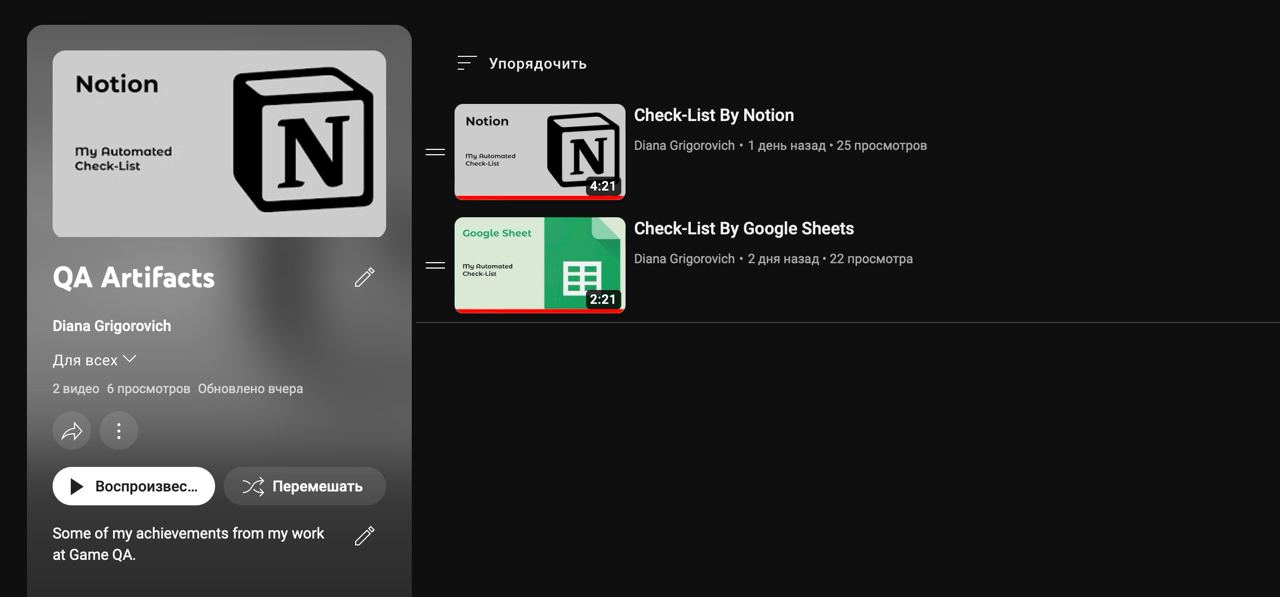 Notion
My Automated
Check-List
N
QA Artifacts
Diana Grigorovich
Для всех
2 видео 6 просмотров Обновлено вчера
Воспроизвес...
Перемешать
Some of my achievements from my work
at Game QA.
Упорядочить
Notion
My Automated
Check-List
N
4:21
Check-List By Notion
Diana Grigorovich • 1 день назад • 25 просмотров
Google Sheet
My Automated
Check-List
2:21
Check-List By Google Sheets
Diana Grigorovich • 2 дня назад • 22 просмотра